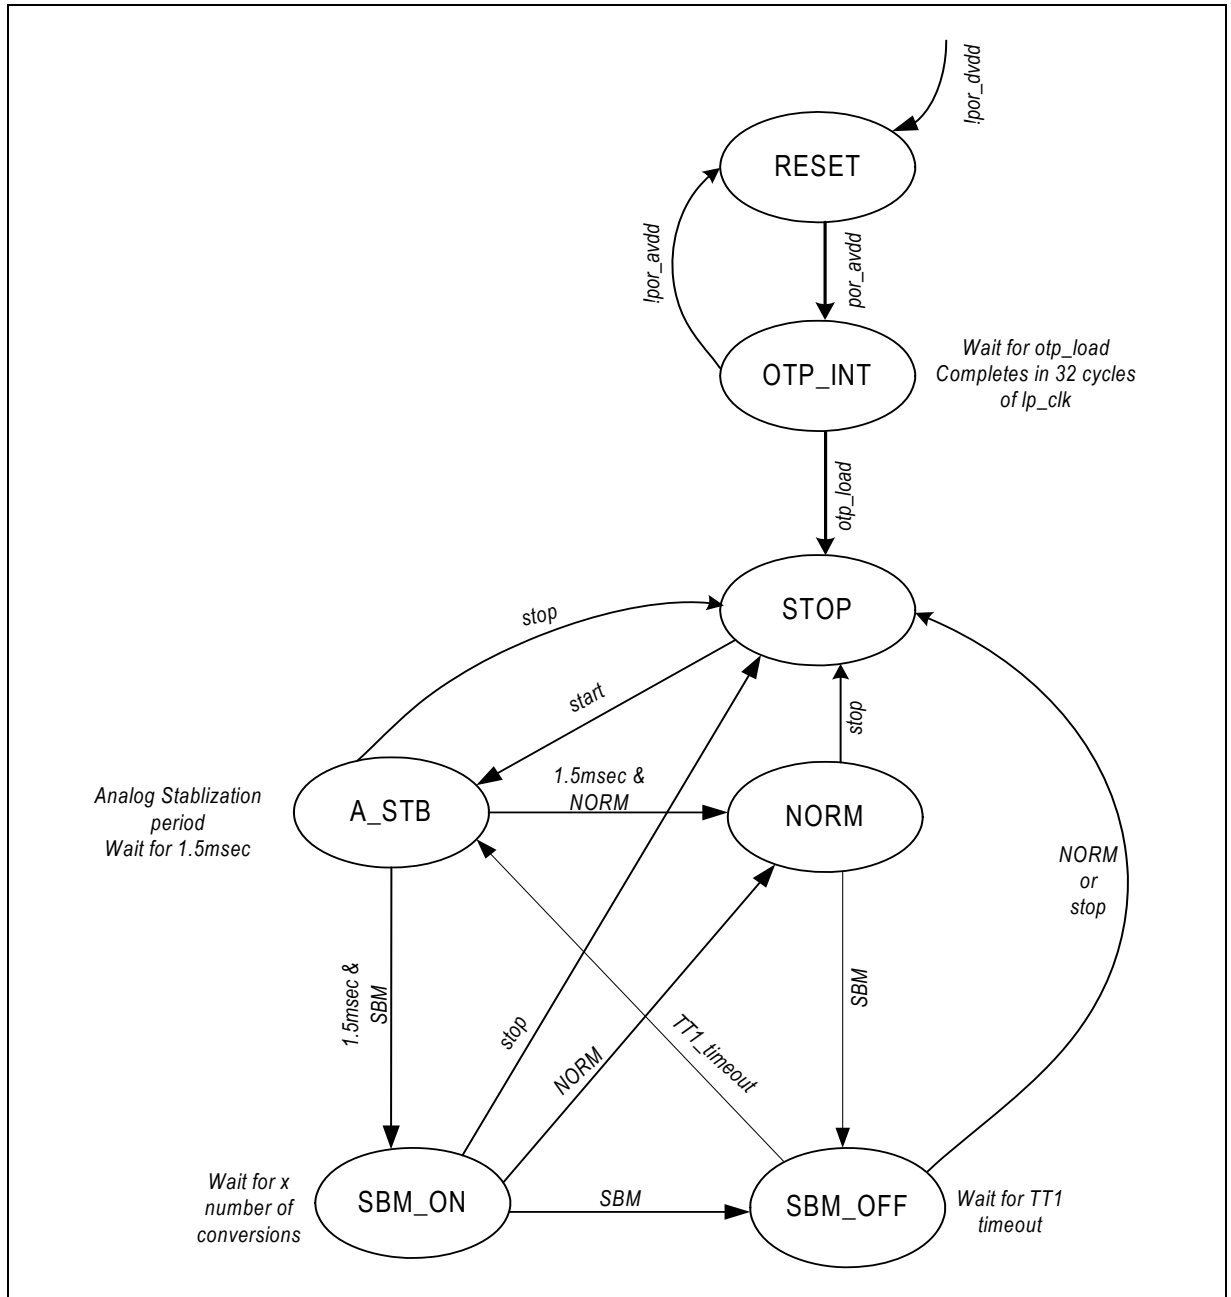 !por_dvdd
RESET
!por_avdd
por_avdd
OTP_INT
Wait for otp_load
Completes in 32 cycles
of lp_clk
otp_load
STOP
stop
start
stop
1.5msec &
NORM
A_STB
NORM
Analog Stablization
period
Wait for 1.5msec
NORM
or
stop
1.5msec &
SBM
stop
NORM
TT1_timeout
SBM
SBM_ON
SBM
SBM_OFF
Wait for x
number of
conversions
Wait for TT1
timeout